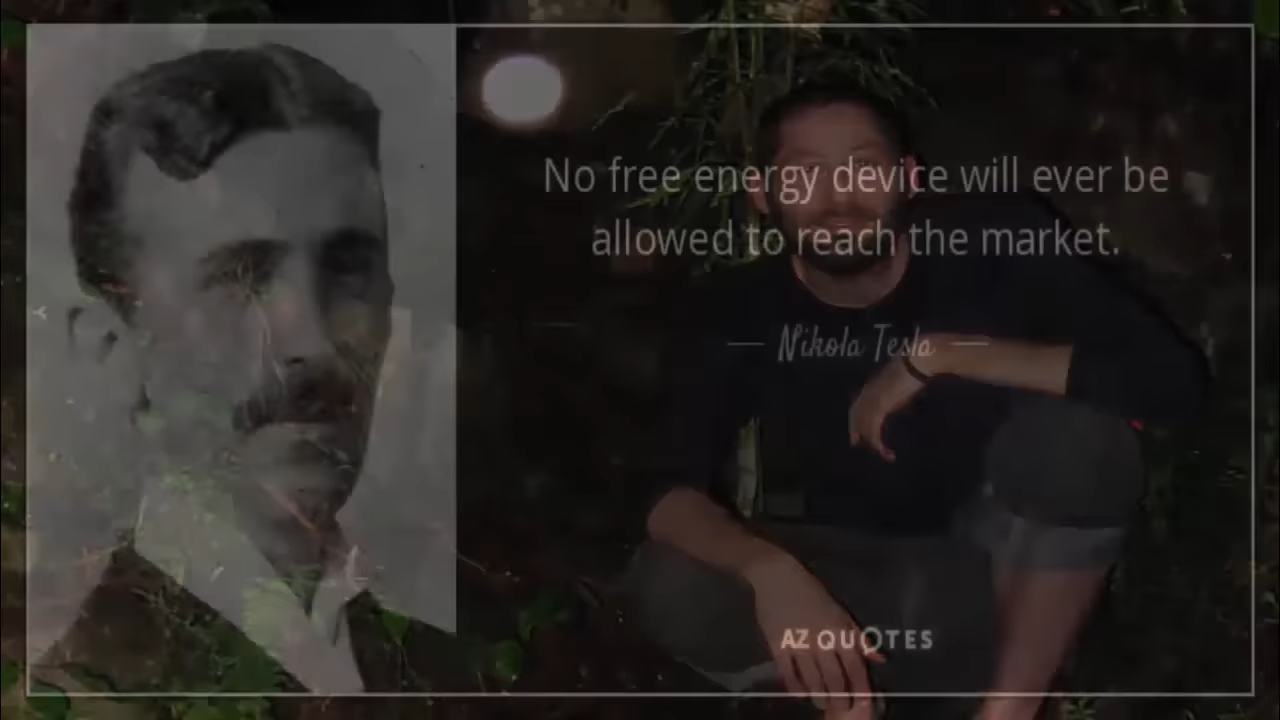 No free energy device will ever be
allowed to reach the market.
— Nikola Tesla —
AZ QUOTES